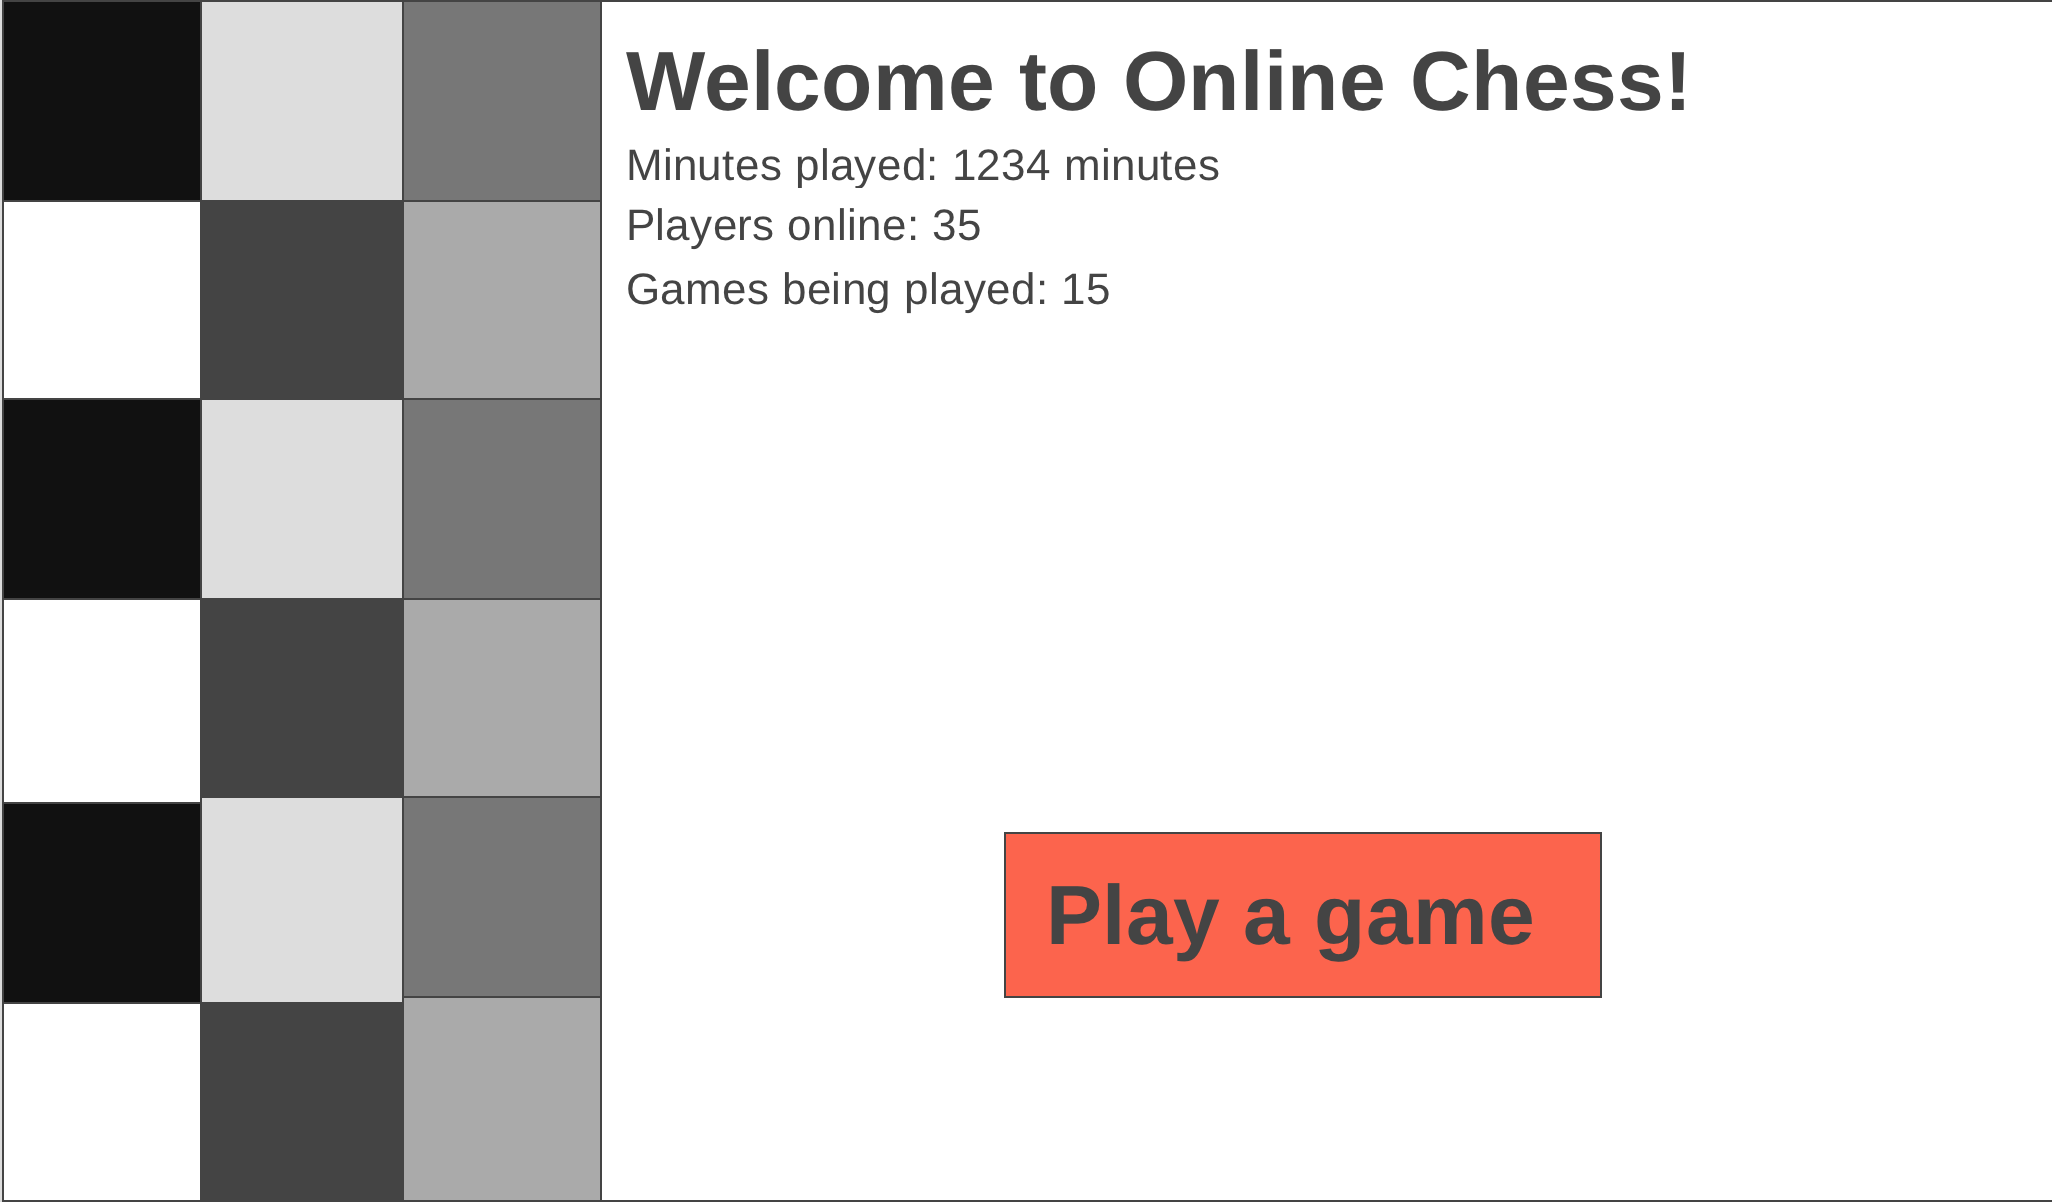 Welcome to Online Chess!
Minutes played: 1234 minutes
Players online: 35
Games being played: 15
Play a game